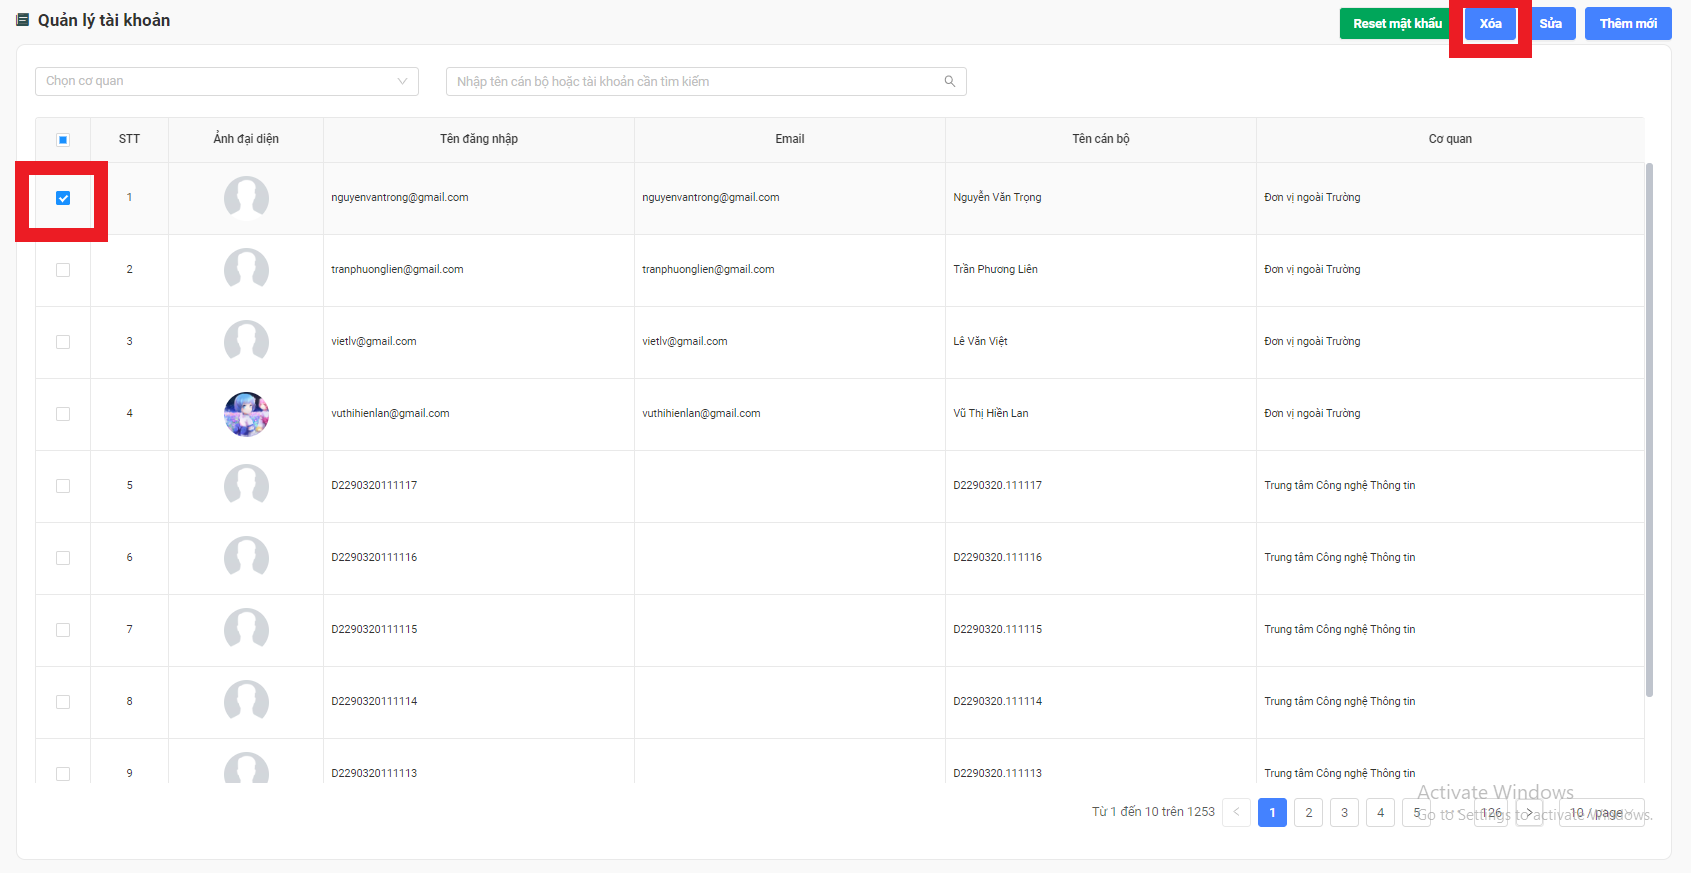 Quản lý tài khoản
Reset mật khẩu Xóa Sửa Thêm mới
Chọn cơ quan Nhập tên cán bộ hoặc tài khoản cần tìm kiếm
STT Ảnh đại diện Tên đăng nhập Email Tên cán bộ Cơ quan
1 nguyenvantrong@gmail.com nguyenvantrong@gmail.com Nguyễn Văn Trọng Đơn vị ngoài Trường
2 tranphuonglien@gmail.com tranphuonglien@gmail.com Trần Phương Liên Đơn vị ngoài Trường
3 vietlv@gmail.com vietlv@gmail.com Lê Văn Việt Đơn vị ngoài Trường
4 vuthihienlan@gmail.com vuthihienlan@gmail.com Vũ Thị Hiền Lan Đơn vị ngoài Trường
5 D2290320111117 D2290320.111117 Trung tâm Công nghệ Thông tin
6 D2290320111116 D2290320.111116 Trung tâm Công nghệ Thông tin
7 D2290320111115 D2290320.111115 Trung tâm Công nghệ Thông tin
8 D2290320111114 D2290320.111114 Trung tâm Công nghệ Thông tin
9 D2290320111113 D2290320.111113 Trung tâm Công nghệ Thông tin
Activate Windows
Từ 1 đến 10 trên 1253 < 1 2 3 4 5 126 > 10 / page
Go to Settings to activate Windows.